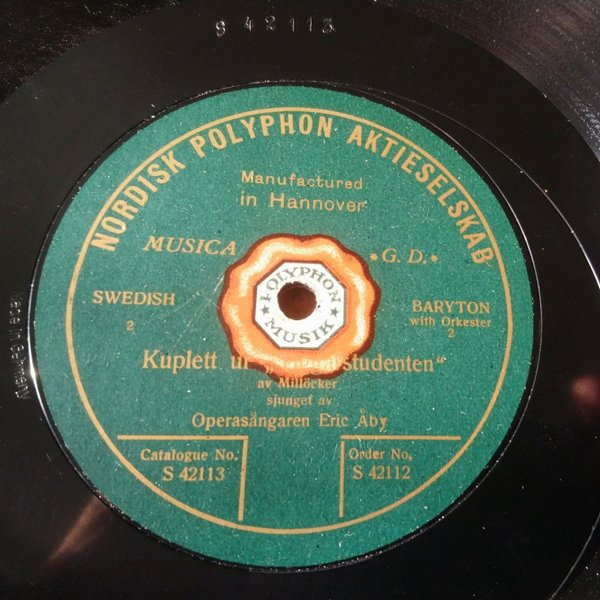 S 42113
NORDISK POLYPHON AKTIESELSKAB
Manufactured
in Hannover
MUSICA *G. D.*
POLYPHON
MUSIK
SWEDISH BARYTON
2 with Orkester
2
Kuplett ur studenten“
av Millöcker
sjunget av
Operasångaren Eric Åby
Catalogue No. Order No.
S 42113 S 42112